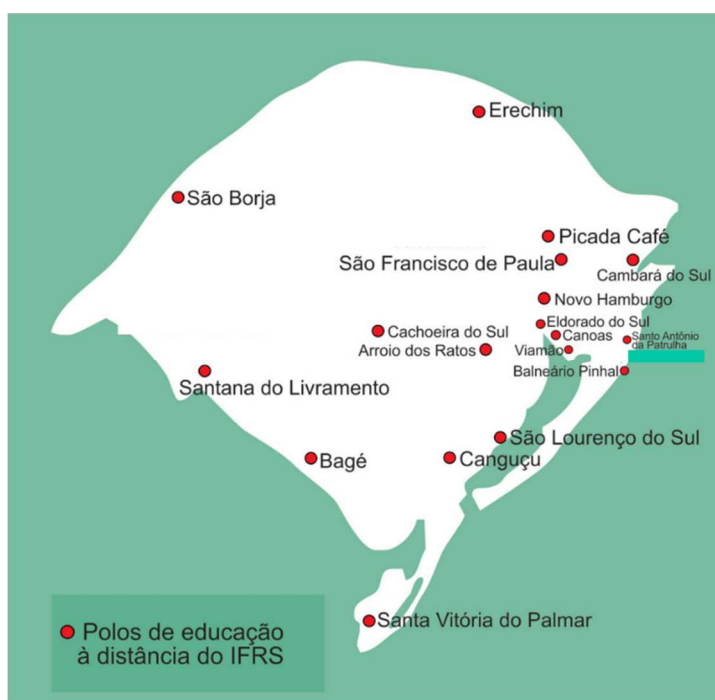 Erechim
São Borja
Picada Café
São Francisco de Paula
Cambará do Sul
Novo Hamburgo
Eldorado do Sul
Cachoeira do Sul
Canoas
Santo Antônio
da Patrulha
Arroio dos Ratos
Viamão
Balneário Pinhal
Santana do Livramento
São Lourenço do Sul
Bagé
Canguçu
Santa Vitória do Palmar
Polos de educação
à distância do IFRS